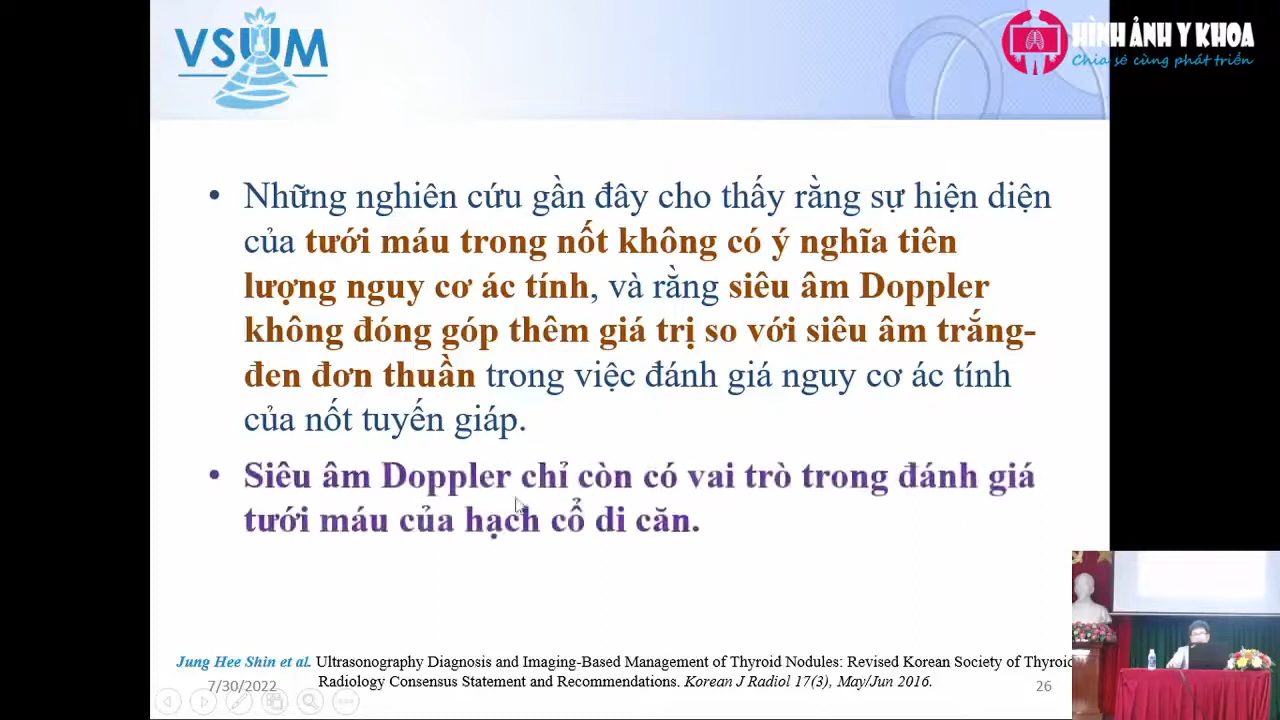 VSUM
HÌNH ẢNH Y KHOA
Chia sẻ cùng phát triển
• Những nghiên cứu gần đây cho thấy rằng sự hiện diện
của tưới máu trong nốt không có ý nghĩa tiên
lượng nguy cơ ác tính, và rằng siêu âm Doppler
không đóng góp thêm giá trị so với siêu âm trắng-
đen đơn thuần trong việc đánh giá nguy cơ ác tính
của nốt tuyến giáp.
• Siêu âm Doppler chỉ còn có vai trò trong đánh giá
tưới máu của hạch cổ di căn.
Jung Hee Shin et al. Ultrasonography Diagnosis and Imaging-Based Management of Thyroid Nodules: Revised Korean Society of Thyroid
Radiology Consensus Statement and Recommendations. Korean J Radiol 17(3), May/Jun 2016.
7/30/2022
26